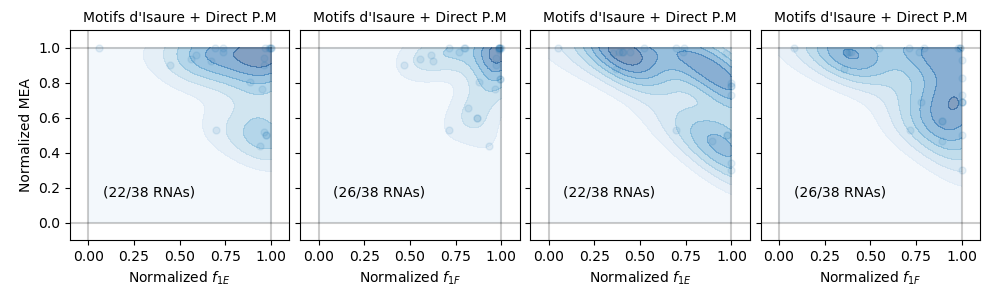 Motifs d'Isaure + Direct P.M
Motifs d'Isaure + Direct P.M
Motifs d'Isaure + Direct P.M
Motifs d'Isaure + Direct P.M
Normalized MEA
1.0
0.8
0.6
0.4
0.2
0.0
(22/38 RNAs)
(26/38 RNAs)
(22/38 RNAs)
(26/38 RNAs)
0.00 0.25 0.50 0.75 1.00
0.00 0.25 0.50 0.75 1.00
0.00 0.25 0.50 0.75 1.00
0.00 0.25 0.50 0.75 1.00
Normalized f1E
Normalized f1F
Normalized f1E
Normalized f1F